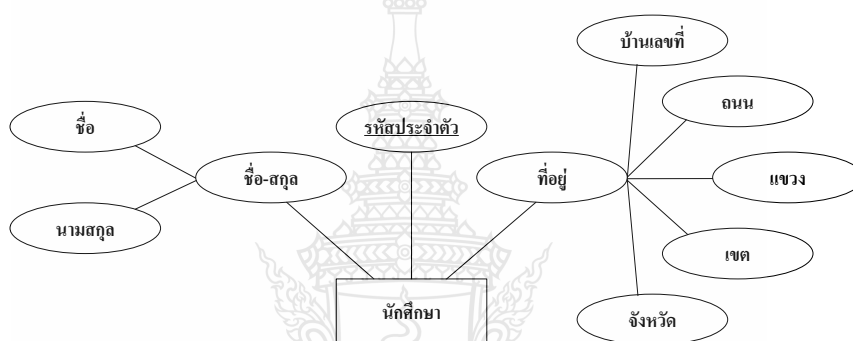 บ้านเลขที่
ถนน
ชื่อ
รหัสประจำตัว
ชื่อ-สกุล
ที่อยู่
แขวง
นามสกุล
เขต
นักศึกษา
จังหวัด